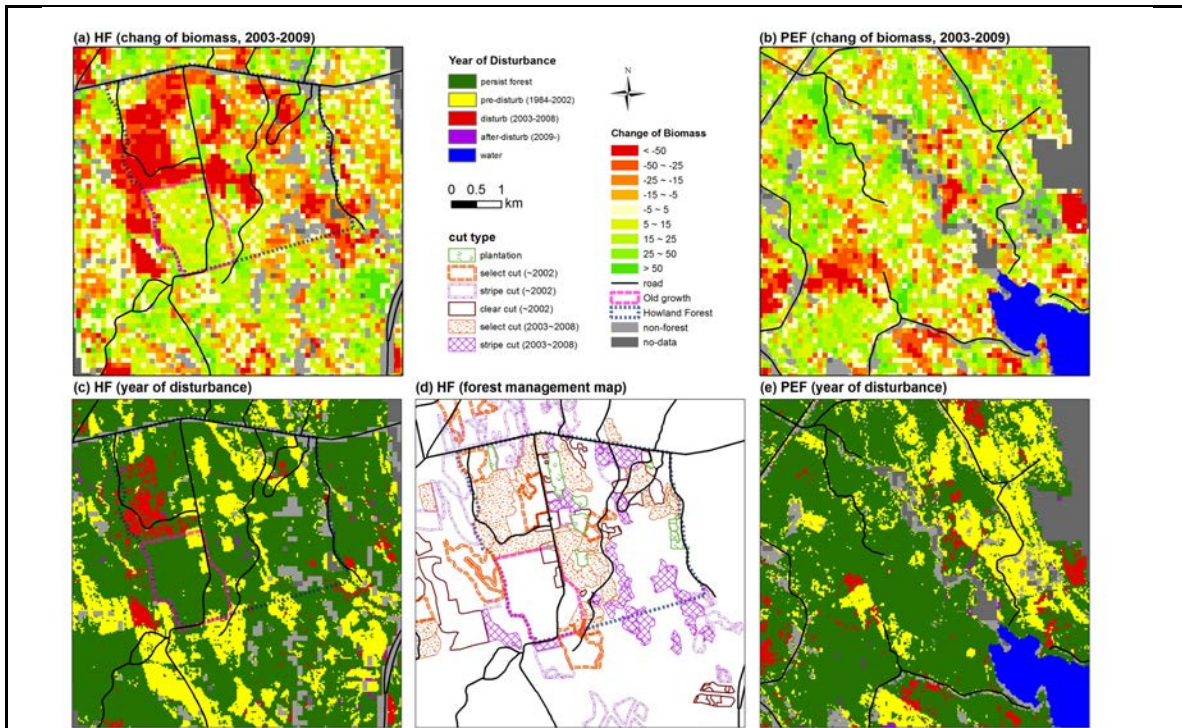 (a) HF (chang of biomass, 2003-2009)
(b) PEF (chang of biomass, 2003-2009)
Year of Disturbance
persist forest
pre-disturb (1984-2002)
disturb (2003-2008)
after-disturb (2009-)
water
N
0 0.5 1
km
cut type
plantation
select cut (~2002)
stripe cut (~2002)
clear cut (~2002)
select cut (2003~2008)
stripe cut (2003~2008)
Change of Biomass
< -50
-50 ~ -25
-25 ~ -15
-15 ~ -5
-5 ~ 5
5 ~ 15
15 ~ 25
25 ~ 50
> 50
road
Old growth
Howland Forest
non-forest
no-data
(c) HF (year of disturbance)
(d) HF (forest management map)
(e) PEF (year of disturbance)